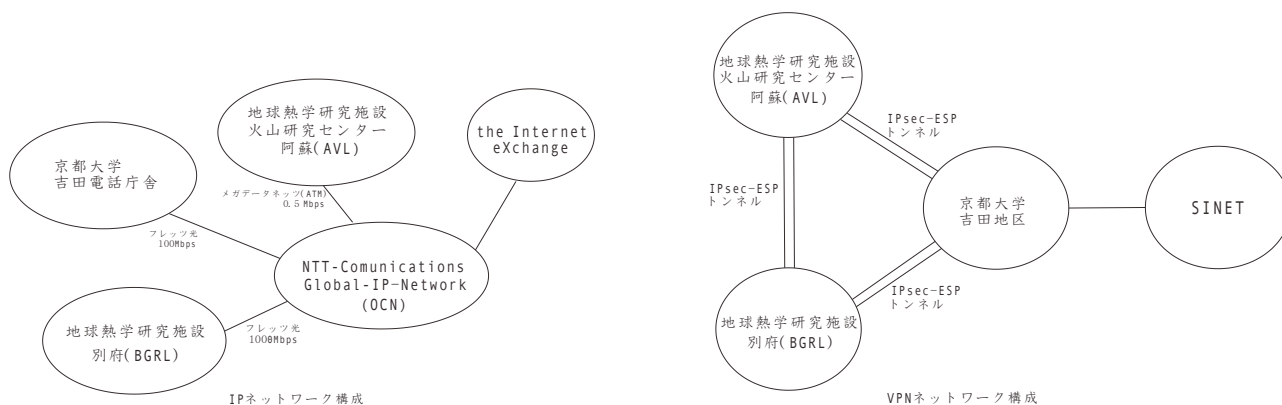 地球熱学研究施設
火山研究センター
阿蘇(AVL)
the Internet
eXchange
京都大学
吉田電話庁舎
メガデータネッツ(ATM)
0.5Mbps
フレッツ光
100Mbps
NTT-Comunications
Global-IP-Network
(OCN)
地球熱学研究施設
別府(BGRL)
フレッツ光
1000Mbps
IPネットワーク構成
地球熱学研究施設
火山研究センター
阿蘇(AVL)
IPsec-ESP
トンネル
IPsec-ESP
トンネル
京都大学
吉田地区
SINET
IPsec-ESP
トンネル
地球熱学研究施設
別府(BGRL)
VPNネットワーク構成